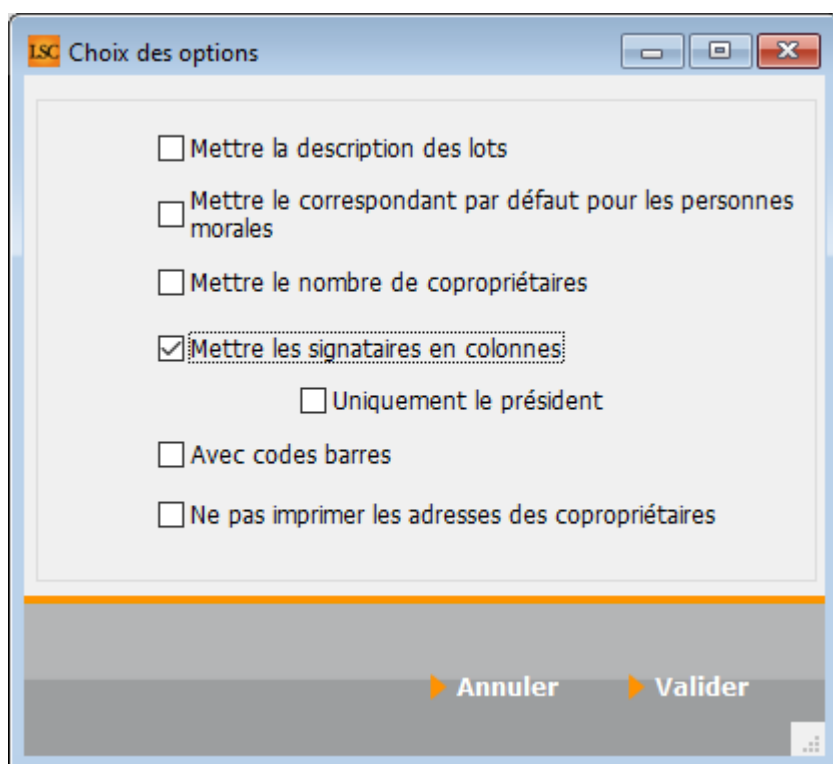 LSC Choix des options
Mettre la description des lots
Mettre le correspondant par défaut pour les personnes
morales
Mettre le nombre de copropriétaires
Mettre les signataires en colonnes
Uniquement le président
Avec codes barres
Ne pas imprimer les adresses des copropriétaires
Annuler Valider